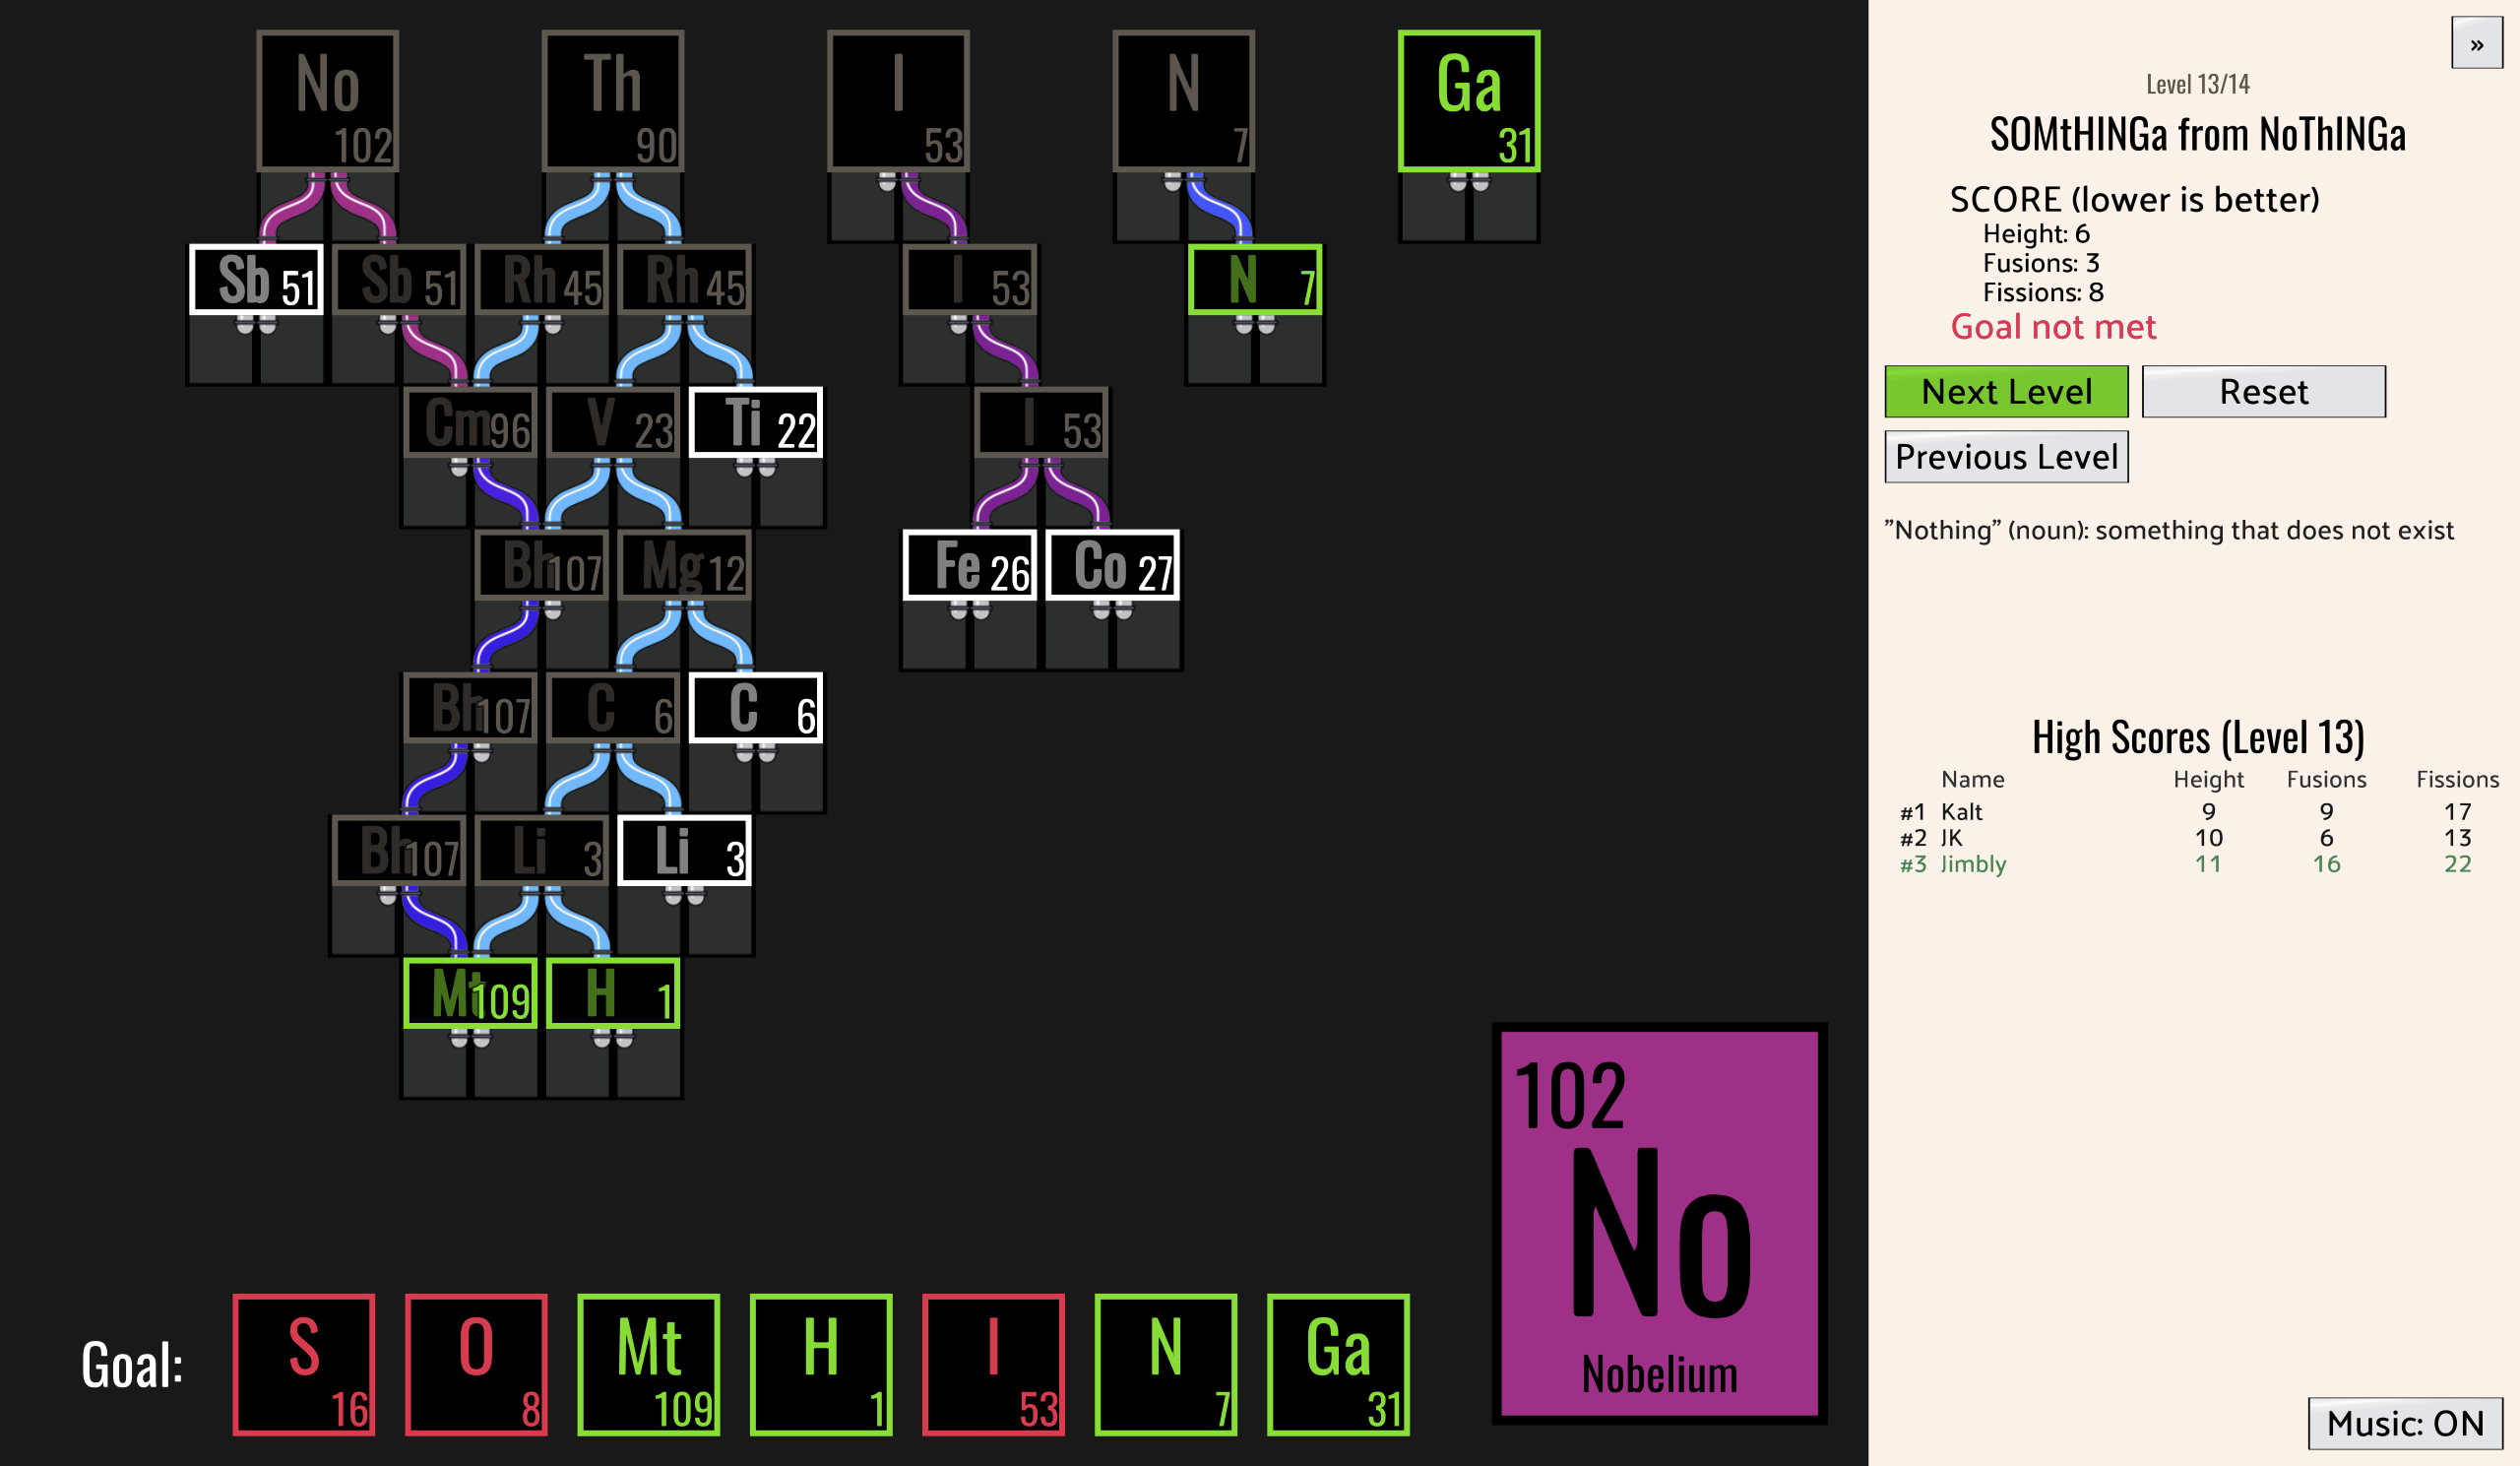 No Th I N Ga
102 90 53 7 31
Sb 51 Sb 51 Rh 45 Rh 45 I 53 N 7
Cm 96 V 23 Ti 22 I 53
Bh 107 Mg 12 Fe 26 Co 27
Bh 107 C 6 C 6
Bh 107 Li 3 Li 3
Mt 109 H 1
Goal:
S O Mt H I N Ga
16 8 109 1 53 7 31
102
No
Nobelium
»
Level 13/14
SOMtHINGa from NoThINGa
SCORE (lower is better)
Height: 6
Fusions: 3
Fissions: 8
Goal not met
Next Level Reset
Previous Level
”Nothing” (noun): something that does not exist
High Scores (Level 13)
Name Height Fusions Fissions
#1 Kalt 9 9 17
#2 JK 10 6 13
#3 Jimbly 11 16 22
Music: ON